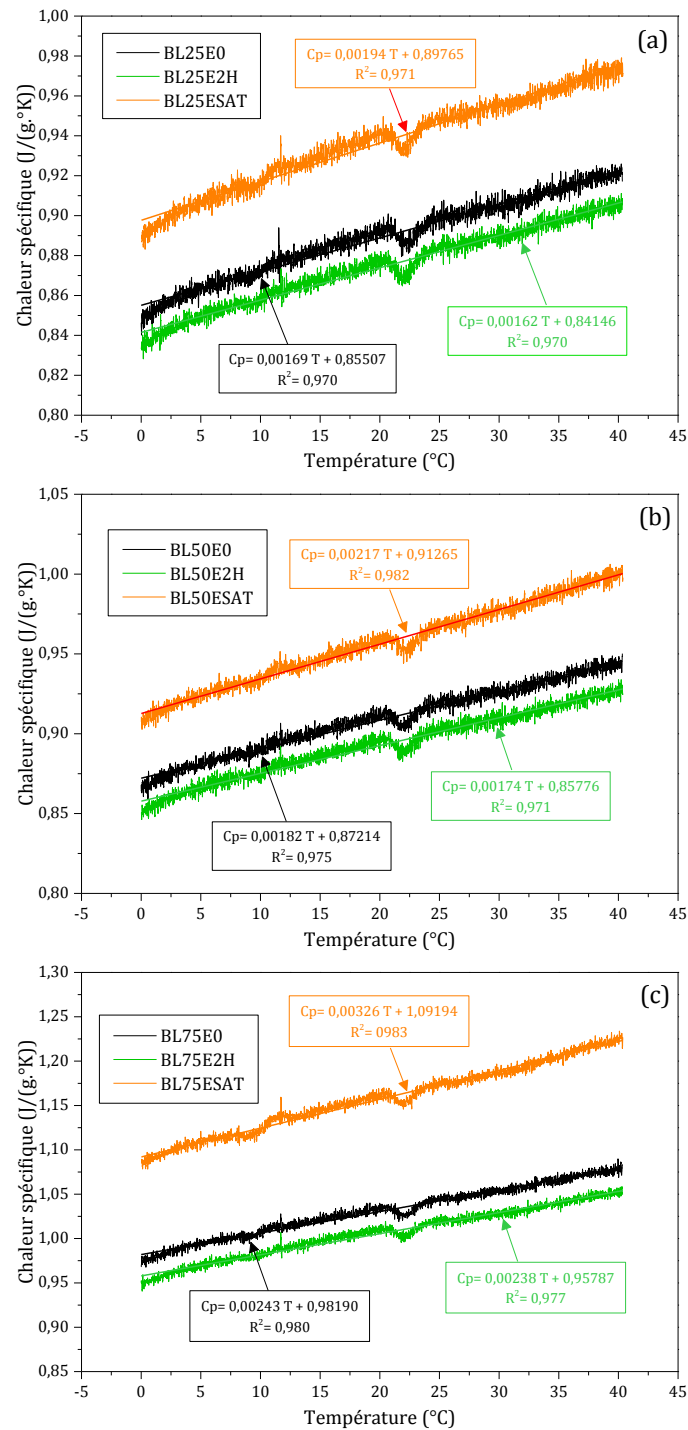 (a)
BL25E0
BL25E2H
BL25ESAT
Cp= 0,00194 T + 0,89765
R²= 0,971
Cp= 0,00162 T + 0,84146
R²= 0,970
Cp= 0,00169 T + 0,85507
R²= 0,970
Chaleur spécifique (J/(g.°K))
1,00
0,98
0,96
0,94
0,92
0,90
0,88
0,86
0,84
0,82
0,80
-5 0 5 10 15 20 25 30 35 40 45
Température (°C)
(b)
BL50E0
BL50E2H
BL50ESAT
Cp= 0,00217 T + 0,91265
R²= 0,982
Cp= 0,00174 T + 0,85776
R²= 0,971
Cp= 0,00182 T + 0,87214
R²= 0,975
Chaleur spécifique (J/(g.°K))
1,05
1,00
0,95
0,90
0,85
0,80
-5 0 5 10 15 20 25 30 35 40 45
Température (°C)
(c)
BL75E0
BL75E2H
BL75ESAT
Cp= 0,00326 T + 1,09194
R² 0983
Cp= 0,00238 T + 0,95787
R²= 0,977
Cp= 0,00243 T + 0,98190
R²= 0,980
Chaleur spécifique (J/(g.°K))
1,30
1,25
1,20
1,15
1,10
1,05
1,00
0,95
0,90
0,85
-5 0 5 10 15 20 25 30 35 40 45
Température (°C)